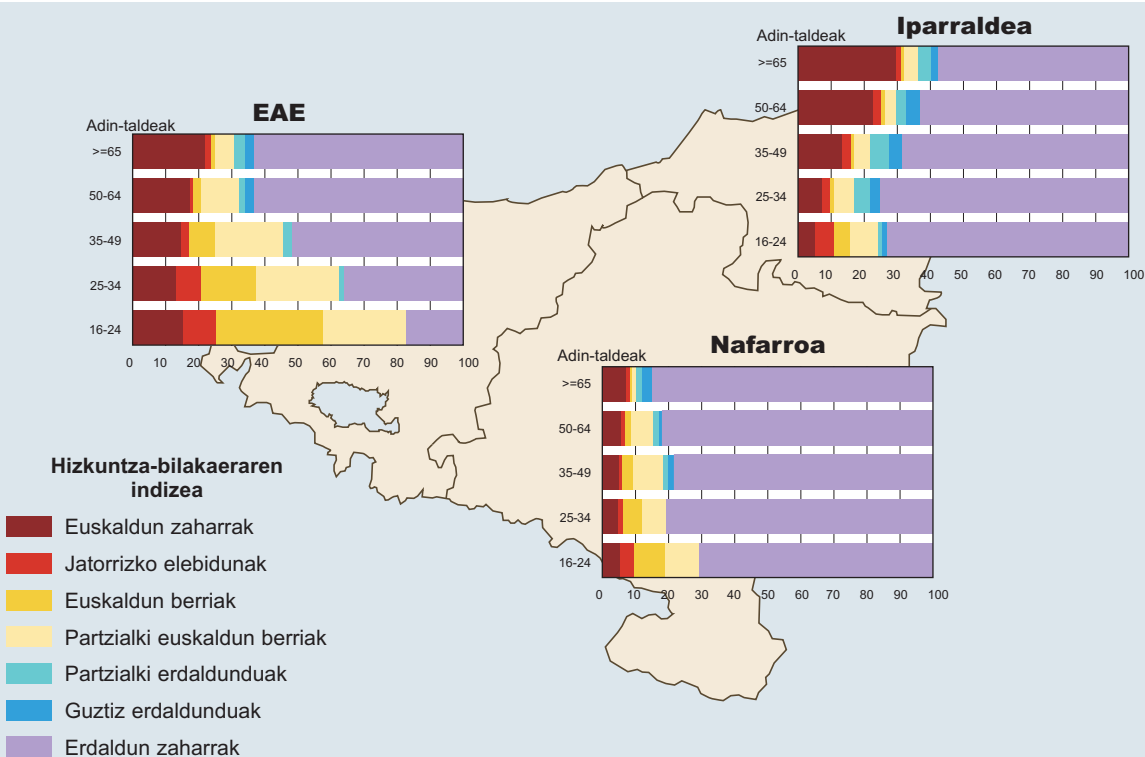 Iparraldea
Adin-taldeak
>=65
50-64
35-49
25-34
16-24
0 10 20 30 40 50 60 70 80 90 100
EAE
Adin-taldeak
>=65
50-64
35-49
25-34
16-24
0 10 20 30 40 50 60 70 80 90 100
Nafarroa
Adin-taldeak
>=65
50-64
35-49
25-34
16-24
0 10 20 30 40 50 60 70 80 90 100
Hizkuntza-bilakaeraren
indizea
Euskaldun zaharrak
Jatorrizko elebidunak
Euskaldun berriak
Partzialki euskaldun berriak
Partzialki erdaldunduak
Guztiz erdaldunduak
Erdaldun zaharrak